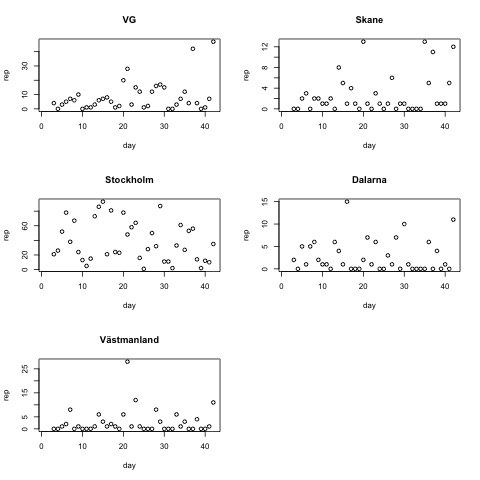 VG
rep
0 10 30
0 10 20 30 40
day
Skane
rep
0 4 8 12
0 10 20 30 40
day
Stockholm
rep
0 20 60
0 10 20 30 40
day
Dalarna
rep
0 5 10 15
0 10 20 30 40
day
Västmanland
rep
0 5 15 25
0 10 20 30 40
day